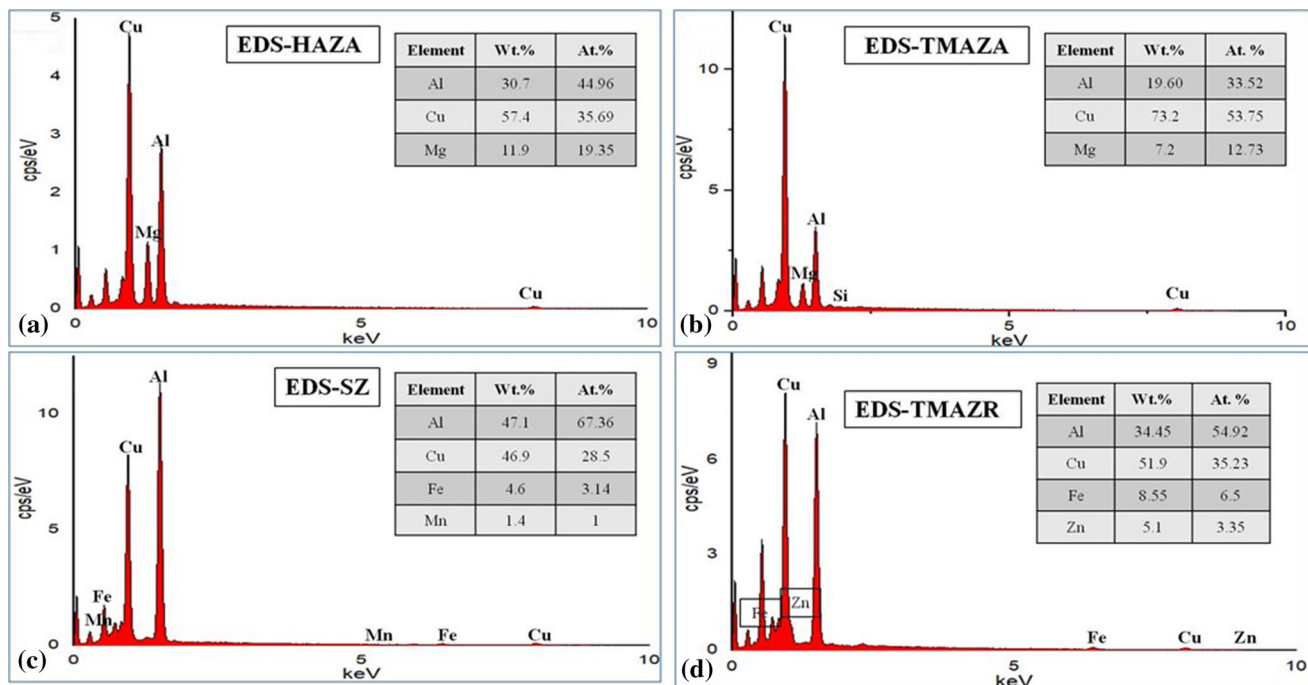 EDS-HAZA
5
4
3
2
1
0
cps/eV
Cu
Al
Mg
Cu
Element Wt.% At.%
Al 30.7 44.96
Cu 57.4 35.69
Mg 11.9 19.35
0 5 10
keV
(a)
EDS-TMAZA
10
5
0
cps/eV
Cu
Al
Mg
Si
Cu
Element Wt.% At. %
Al 19.60 33.52
Cu 73.2 53.75
Mg 7.2 12.73
0 5 10
keV
(b)
EDS-SZ
10
5
0
cps/eV
Al
Cu
Fe
Mn
Mn Fe Cu
Element Wt.% At.%
Al 47.1 67.36
Cu 46.9 28.5
Fe 4.6 3.14
Mn 1.4 1
0 5 10
keV
(c)
EDS-TMAZR
9
6
3
0
cps/eV
Cu
Al
Fe
Zn
Fe Cu Zn
Element Wt.% At. %
Al 34.45 54.92
Cu 51.9 35.23
Fe 8.55 6.5
Zn 5.1 3.35
0 5 10
keV
(d)